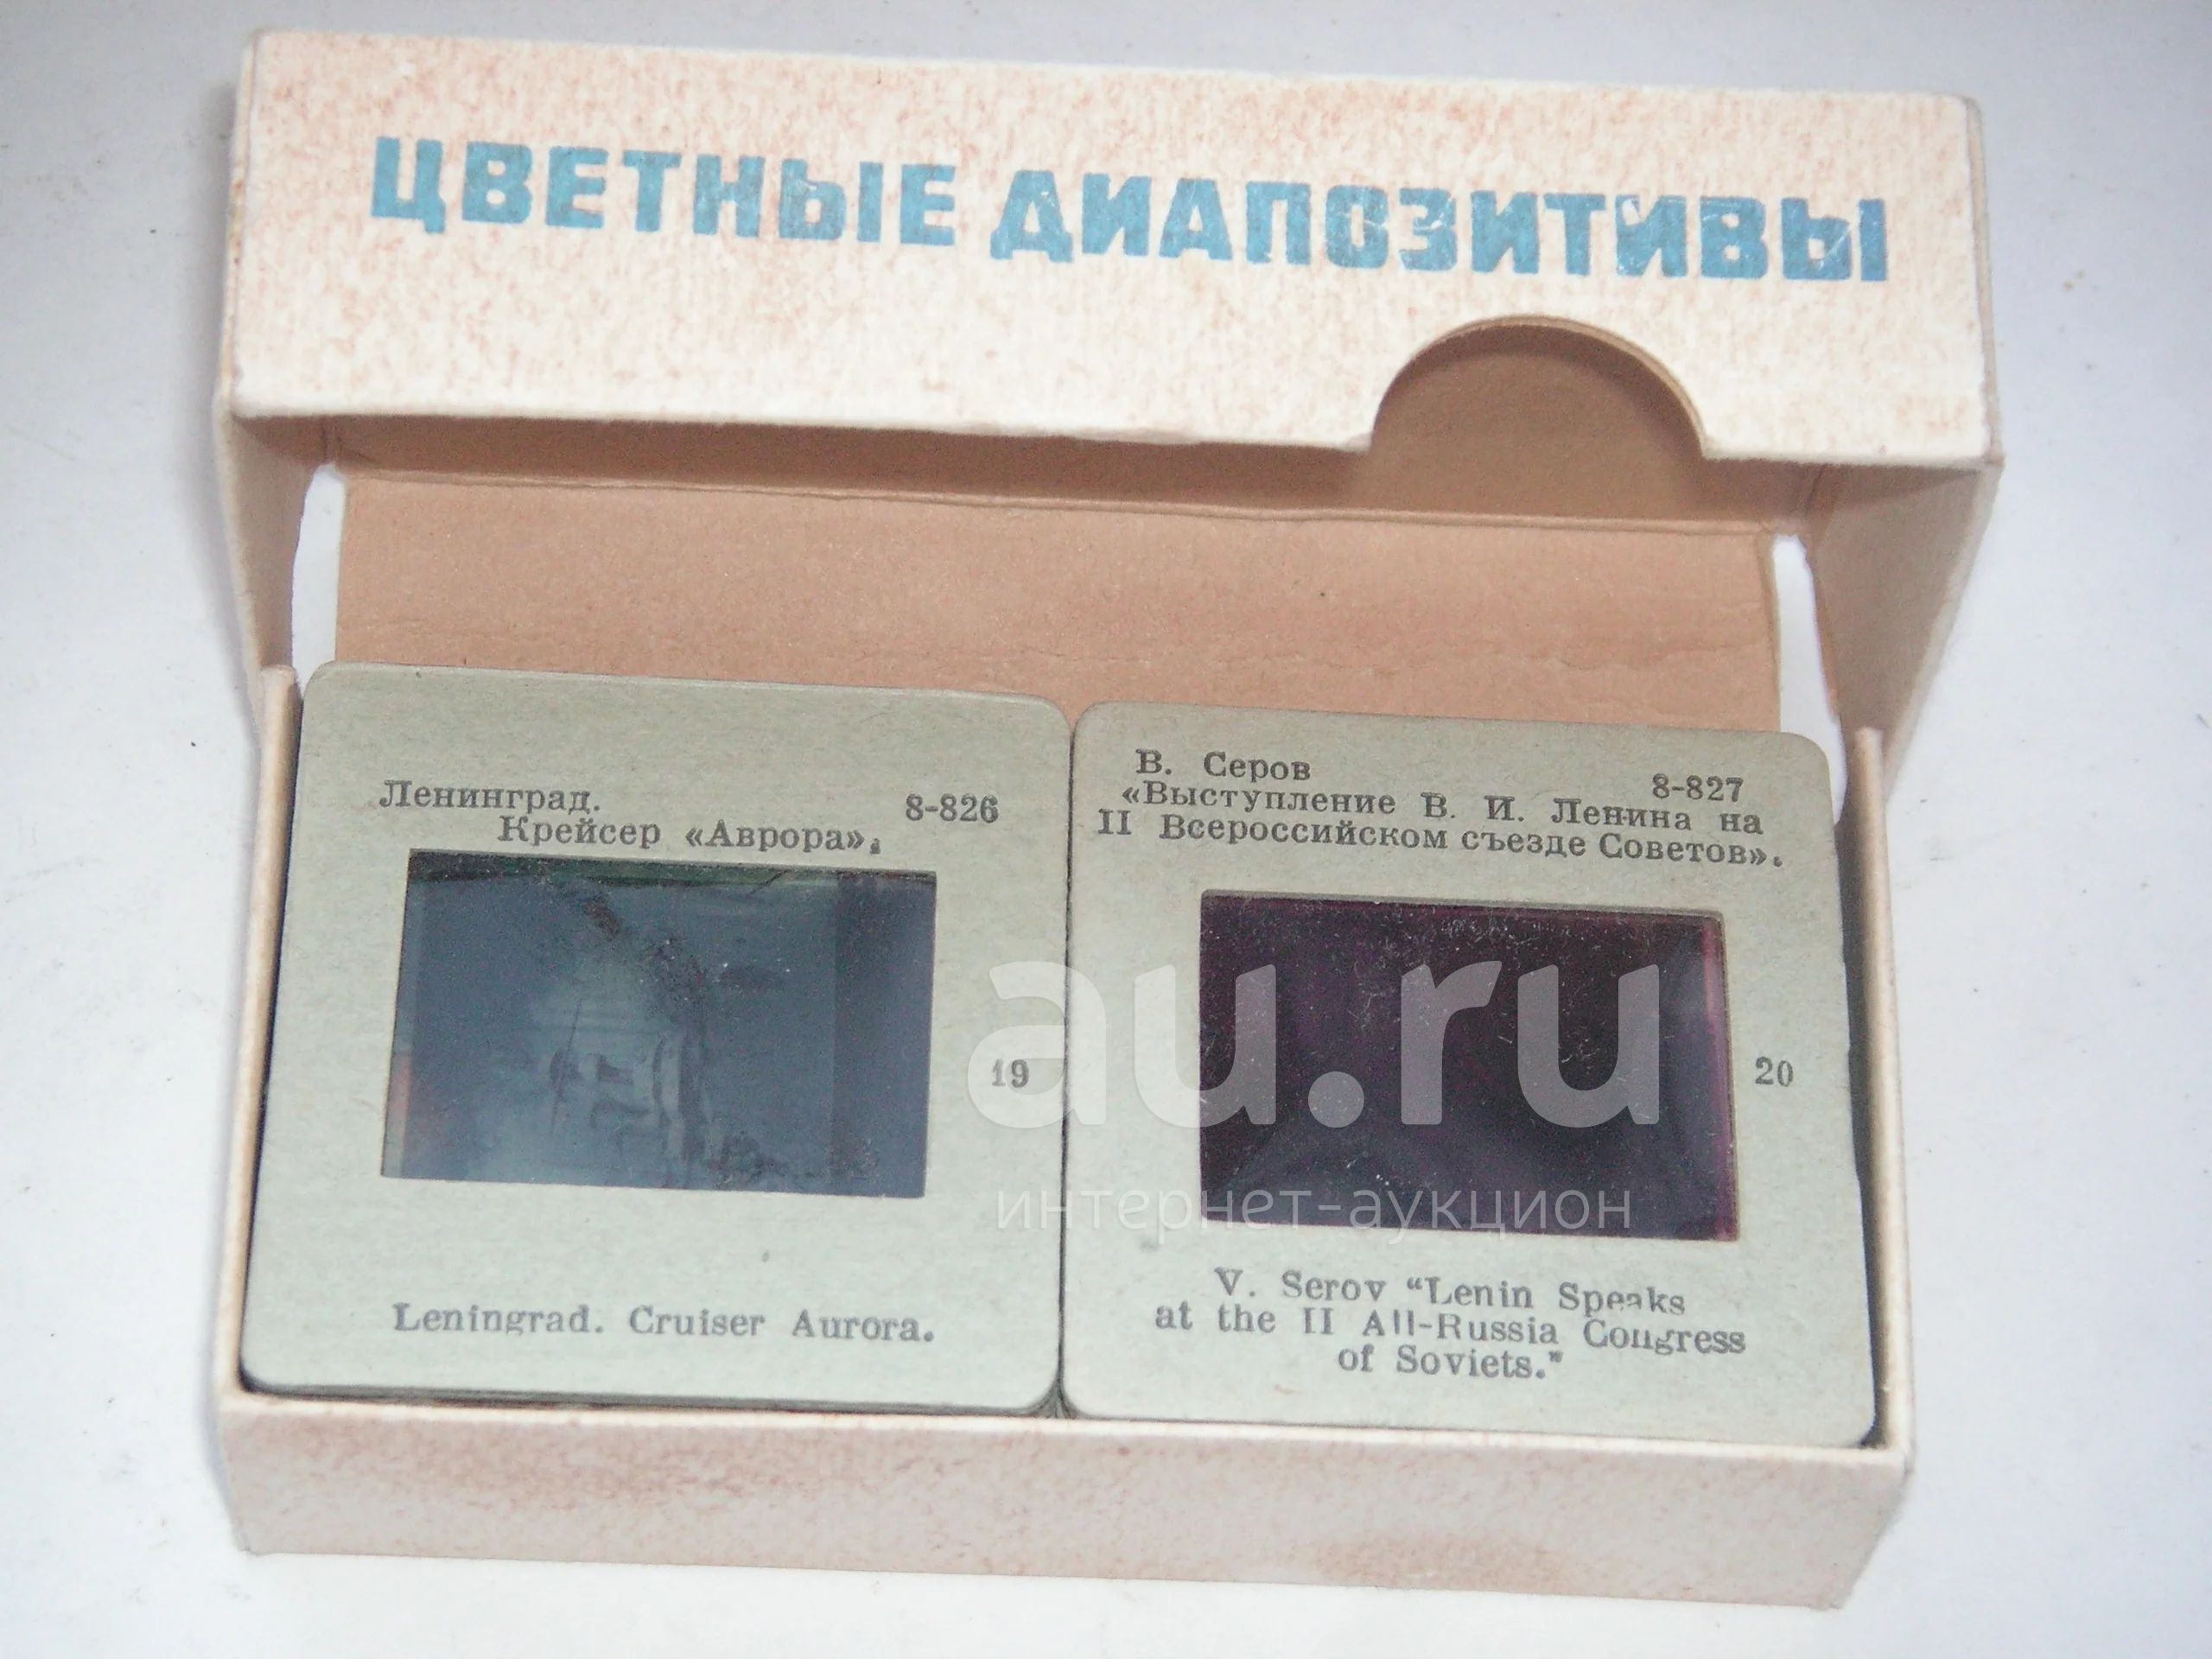 ЦВЕТНЫЕ ДИАПОЗИТИВЫ
Ленинград. 8-826
Крейсер «Аврора».
19
Leningrad. Cruiser Aurora.
В. Серов 8-827
«Выступление В. И. Ленина на
II Всероссийском съезде Советов».
20
V. Serov “Lenin Speaks
at the II All-Russia Congress
of Soviets.”
au.ru
интернет-аукцион